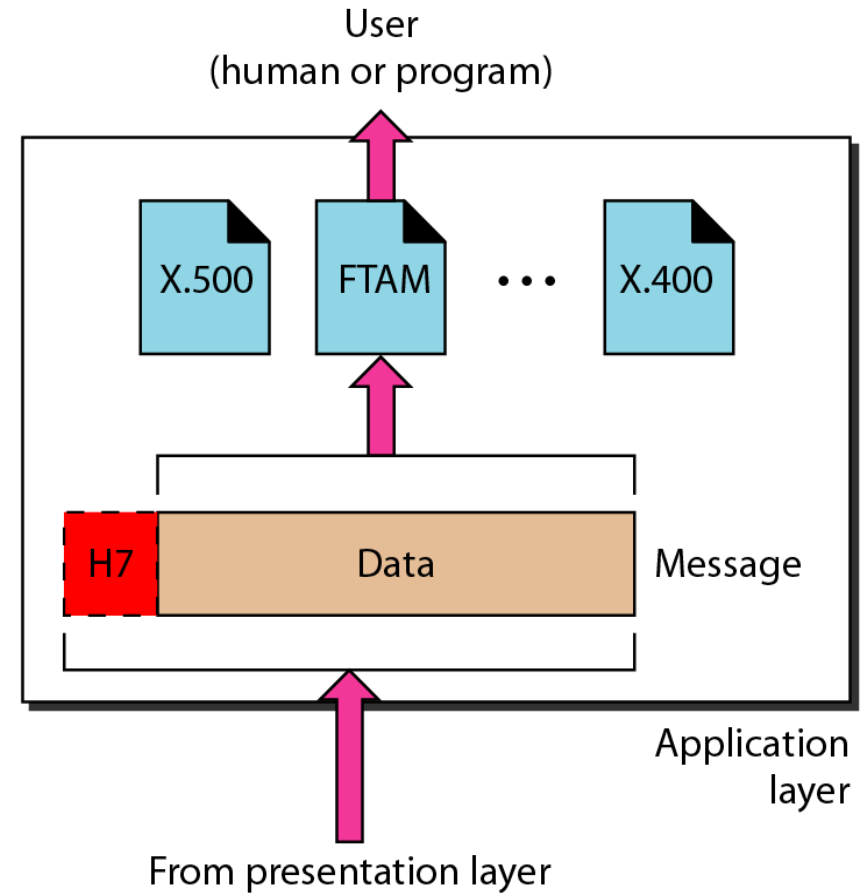 User
(human or program)
X.500
FTAM
...
X.400
H7
Data
Message
Application
layer
From presentation layer